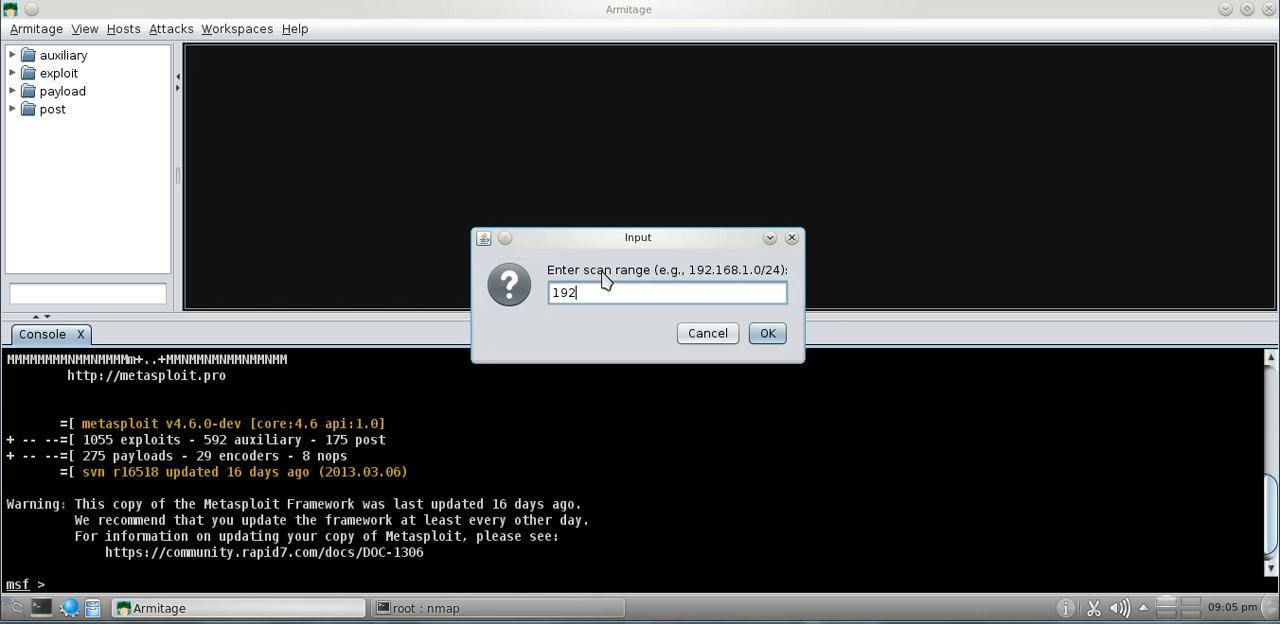 Armitage
Armitage View Hosts Attacks Workspaces Help
auxiliary
exploit
payload
post
Input
Enter scan range (e.g., 192.168.1.0/24):
192
Cancel OK
Console X
MMMMMMMMNMNMMMMm+..+MMNMMNMNMMNMMNMM
http://metasploit.pro
=[ metasploit v4.6.0-dev [core:4.6 api:1.0]
+ -- --=[ 1055 exploits - 592 auxiliary - 175 post
+ -- --=[ 275 payloads - 29 encoders - 8 nops
=[ svn r16518 updated 16 days ago (2013.03.06)
Warning: This copy of the Metasploit Framework was last updated 16 days ago.
We recommend that you update the framework at least every other day.
For information on updating your copy of Metasploit, please see:
https://community.rapid7.com/docs/DOC-1306
msf >
Armitage root : nmap 09:05 pm